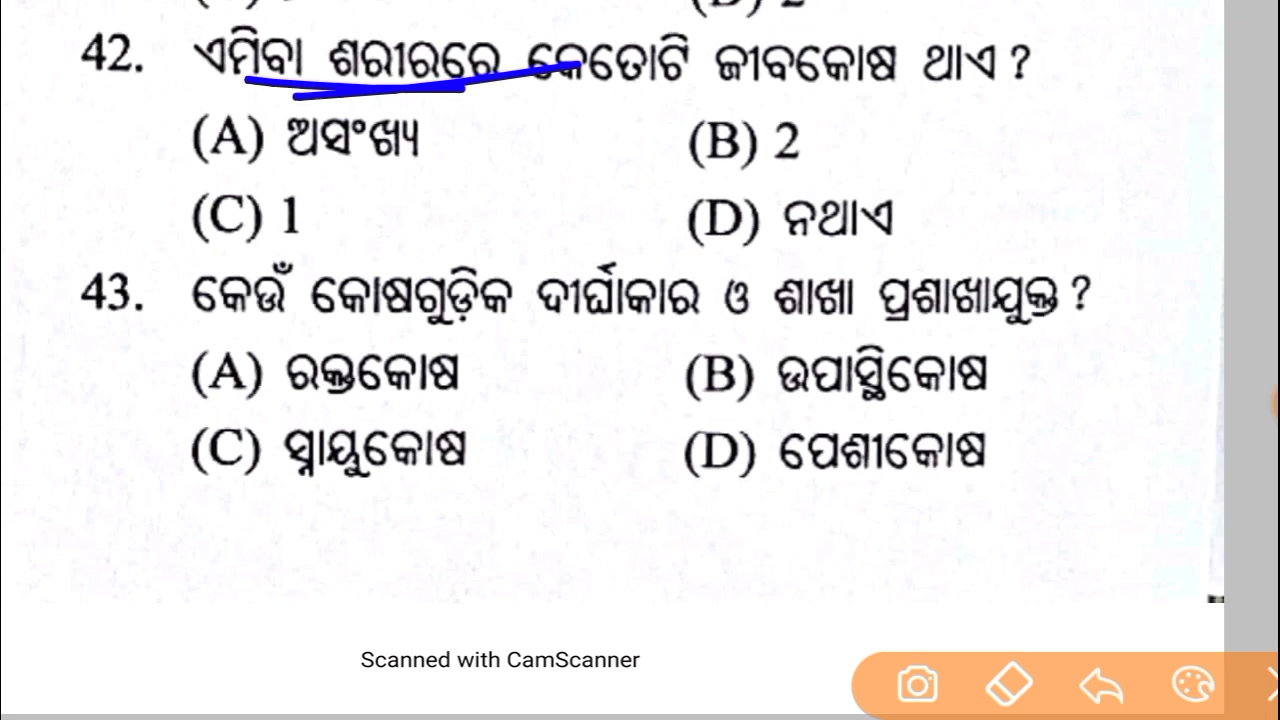 42. ଏମିବା ଶରୀରରେ କେତୋଟି ଜୀବକୋଷ ଥାଏ ?
(A) ଅସଂଖ୍ୟ (B) 2
(C) 1 (D) ନଥାଏ
43. କେଉଁ କୋଷଗୁଡ଼ିକ ଦୀର୍ଘାକାର ଓ ଶାଖା ପ୍ରଶାଖାଯୁକ୍ତ ?
(A) ରକ୍ତକୋଷ (B) ଉପାସ୍ଥିକୋଷ
(C) ସ୍ନାୟୁକୋଷ (D) ପେଶୀକୋଷ
Scanned with CamScanner